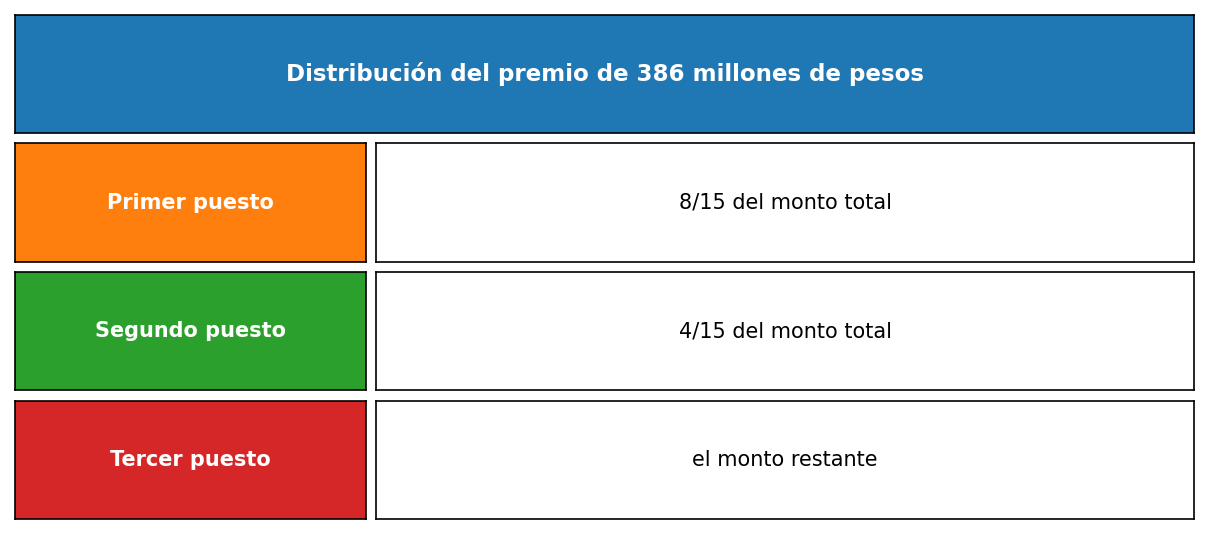 Distribución del premio de 386 millones de pesos
Primer puesto
8/15 del monto total
Segundo puesto
4/15 del monto total
Tercer puesto
el monto restante